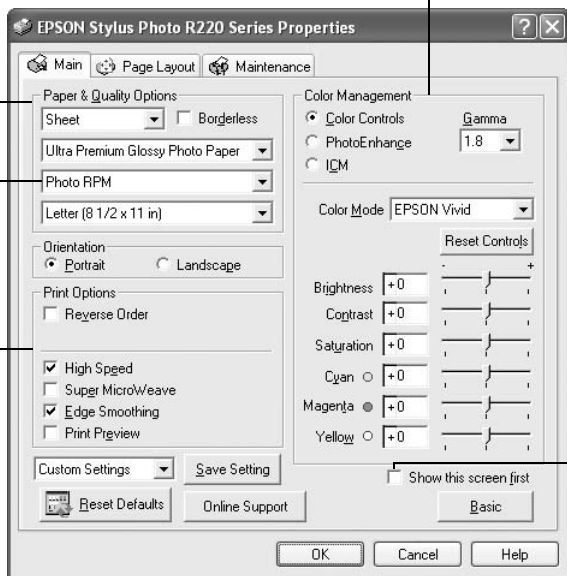 EPSON Stylus Photo R220 Series Properties
Main
Page Layout
Maintenance
Paper & Quality Options
Sheet
Borderless
Ultra Premium Glossy Photo Paper
Photo RPM
Letter (8 1/2 x 11 in)
Orientation
Portrait
Landscape
Print Options
Reverse Order
High Speed
Super MicroWeave
Edge Smoothing
Print Preview
Custom Settings
Save Setting
Reset Defaults
Online Support
Color Management
Color Controls
PhotoEnhance
ICM
Gamma
1.8
Color Mode EPSON Vivid
Reset Controls
- +
Brightness +0
Contrast +0
Saturation +0
Cyan +0
Magenta +0
Yellow +0
Show this screen first
Basic
OK
Cancel
Help